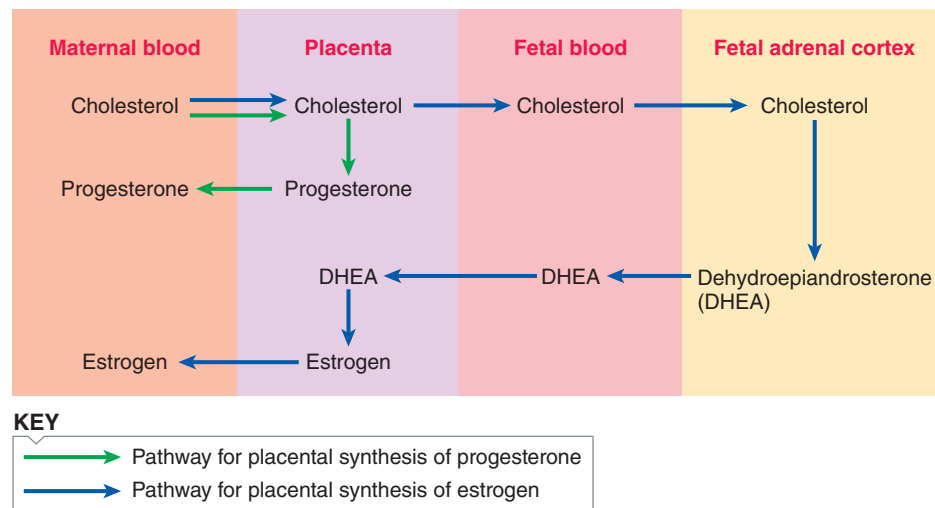 Maternal blood Placenta Fetal blood Fetal adrenal cortex
Cholesterol Cholesterol Cholesterol Cholesterol
Progesterone Progesterone
DHEA DHEA Dehydroepiandrosterone
(DHEA)
Estrogen Estrogen
KEY
Pathway for placental synthesis of progesterone
Pathway for placental synthesis of estrogen